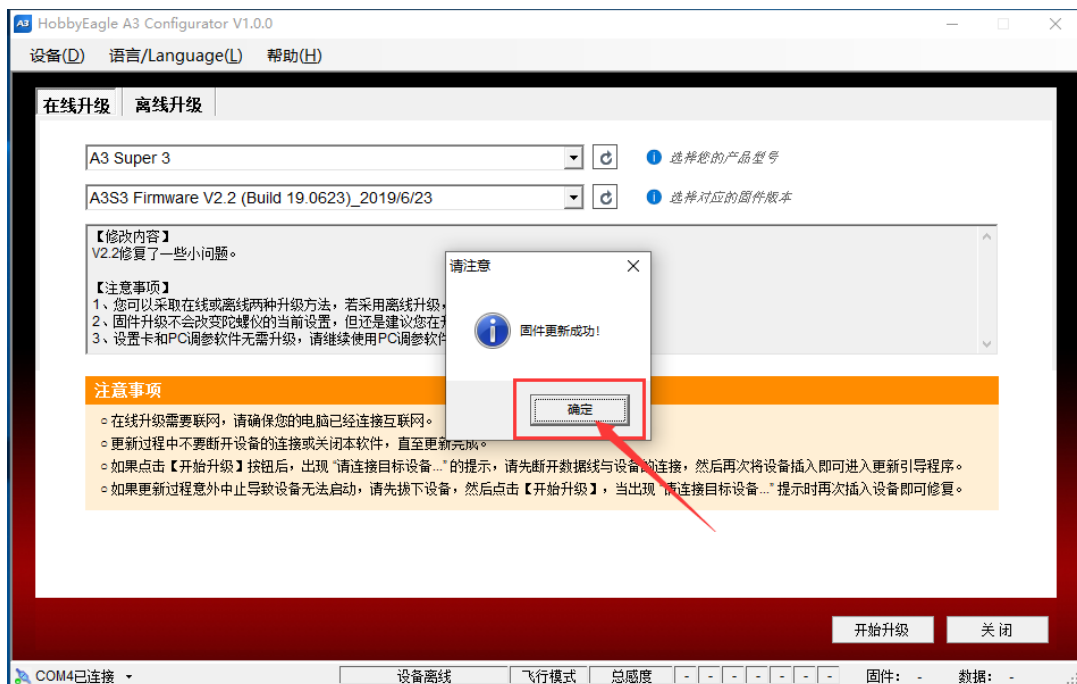 HobbyEagle A3 Configurator V1.0.0
设备(D) 语言/Language(L) 帮助(H)
在线升级 离线升级
A3 Super 3
选择您的产品型号
A3S3 Firmware V2.2 (Build 19.0623)_2019/6/23
选择对应的固件版本
【修改内容】
V2.2修复了一些小问题。
【注意事项】
1、您可以采取在线或离线两种升级方法，若采用离线升级，
2、固件升级不会改变陀螺仪的当前设置，但还是建议您在
3、设置卡和PC调参软件无需升级，请继续使用PC调参软件
请注意
固件更新成功!
确定
注意事项
○在线升级需要联网，请确保您的电脑已经连接互联网。
○更新过程中不要断开设备的连接或关闭本软件，直至更新完成。
○如果点击【开始升级】按钮后，出现 "请连接目标设备..." 的提示，请先断开数据线与设备的连接，然后再次将设备插入即可进入更新引导程序。
○如果更新过程意外中止导致设备无法启动，请先拔下设备，然后点击【开始升级】，当出现 "请连接目标设备..." 提示时再次插入设备即可修复。
开始升级 关闭
COM4已连接 设备离线 飞行模式 总感度 - - - - - - - 固件: - 数据: -